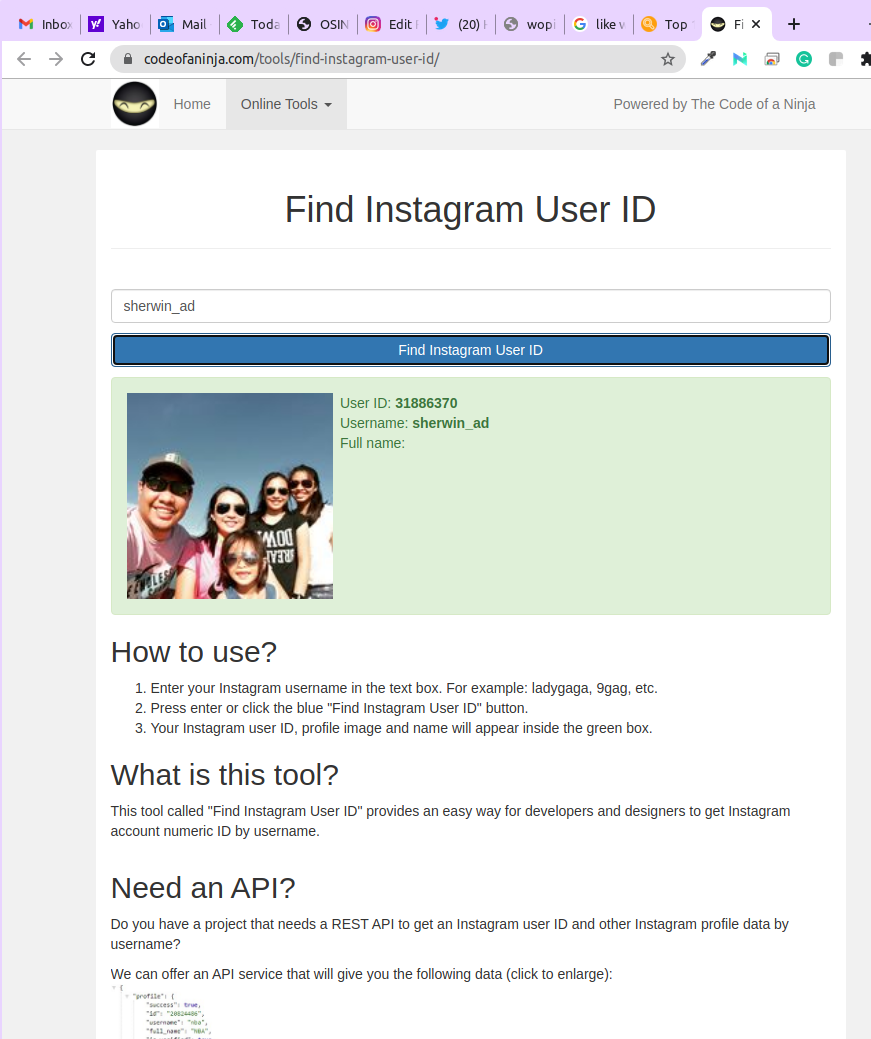 Inbox
Yaho
Mail
Toda
OSIN
Edit
(20)
wopi
like w
Top
Fi
codeofaninja.com/tools/find-instagram-user-id/
Home
Online Tools
Powered by The Code of a Ninja
Find Instagram User ID
sherwin_ad
Find Instagram User ID
User ID: 31886370
Username: sherwin_ad
Full name:
How to use?
1. Enter your Instagram username in the text box. For example: ladygaga, 9gag, etc.
2. Press enter or click the blue "Find Instagram User ID" button.
3. Your Instagram user ID, profile image and name will appear inside the green box.
What is this tool?
This tool called "Find Instagram User ID" provides an easy way for developers and designers to get Instagram
account numeric ID by username.
Need an API?
Do you have a project that needs a REST API to get an Instagram user ID and other Instagram profile data by
username?
We can offer an API service that will give you the following data (click to enlarge):
{
"profile": {
"success": true,
"id": "20824486",
"username": "nba",
"full_name": "NBA",